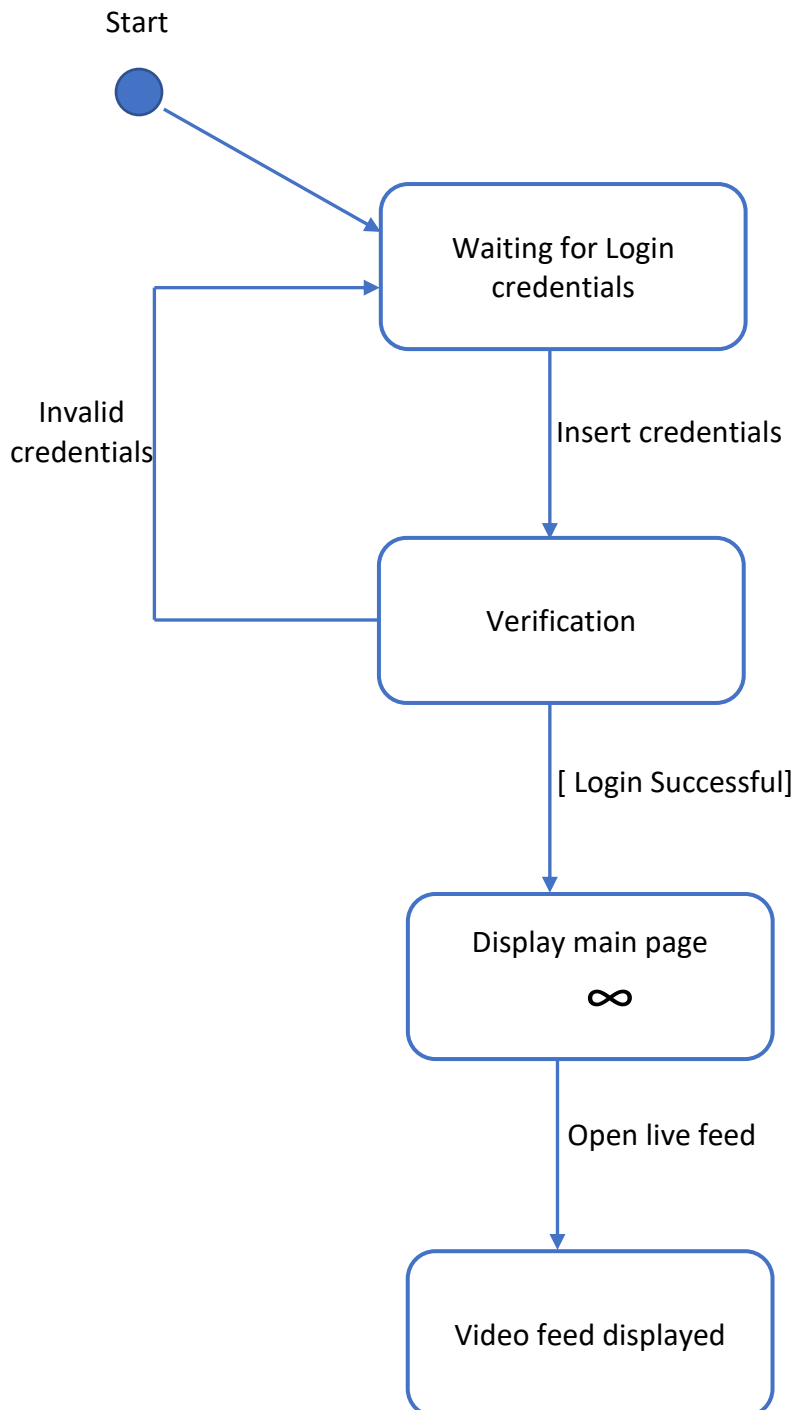 Start
Waiting for Login
credentials
Invalid
credentials
Insert credentials
Verification
[ Login Successful]
Display main page
∞
Open live feed
Video feed displayed